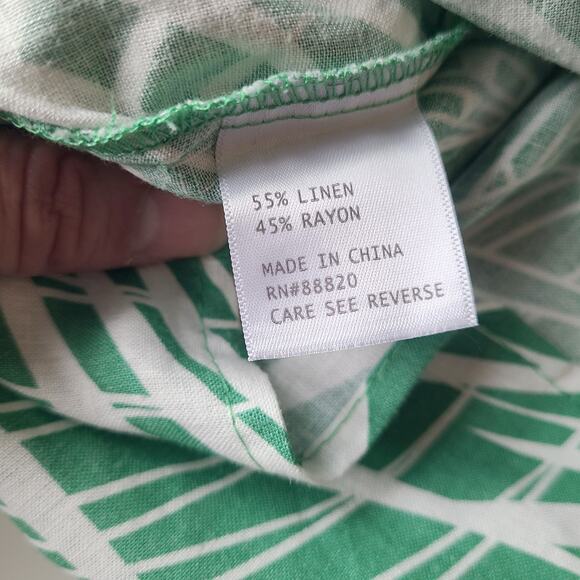 55% LINEN
45% RAYON
MADE IN CHINA
RN#88820
CARE SEE REVERSE